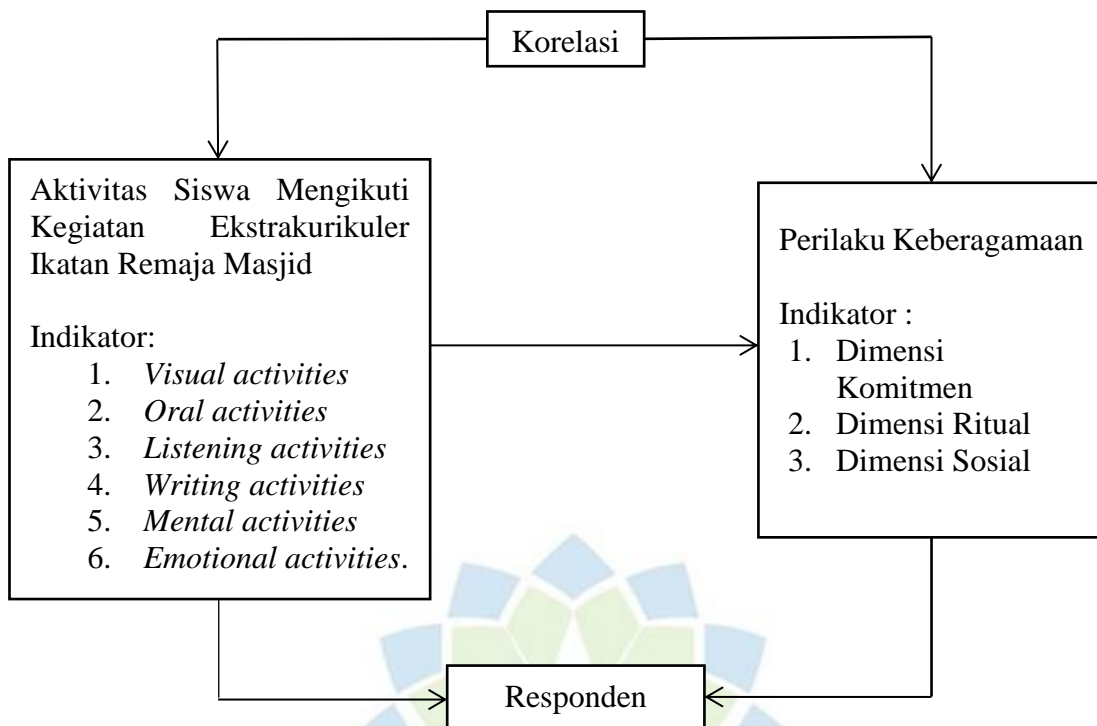 Korelasi
Aktivitas Siswa Mengikuti
Kegiatan Ekstrakurikuler
Ikatan Remaja Masjid
Indikator:
1. Visual activities
2. Oral activities
3. Listening activities
4. Writing activities
5. Mental activities
6. Emotional activities.
Perilaku Keberagamaan
Indikator :
1. Dimensi
Komitmen
2. Dimensi Ritual
3. Dimensi Sosial
Responden